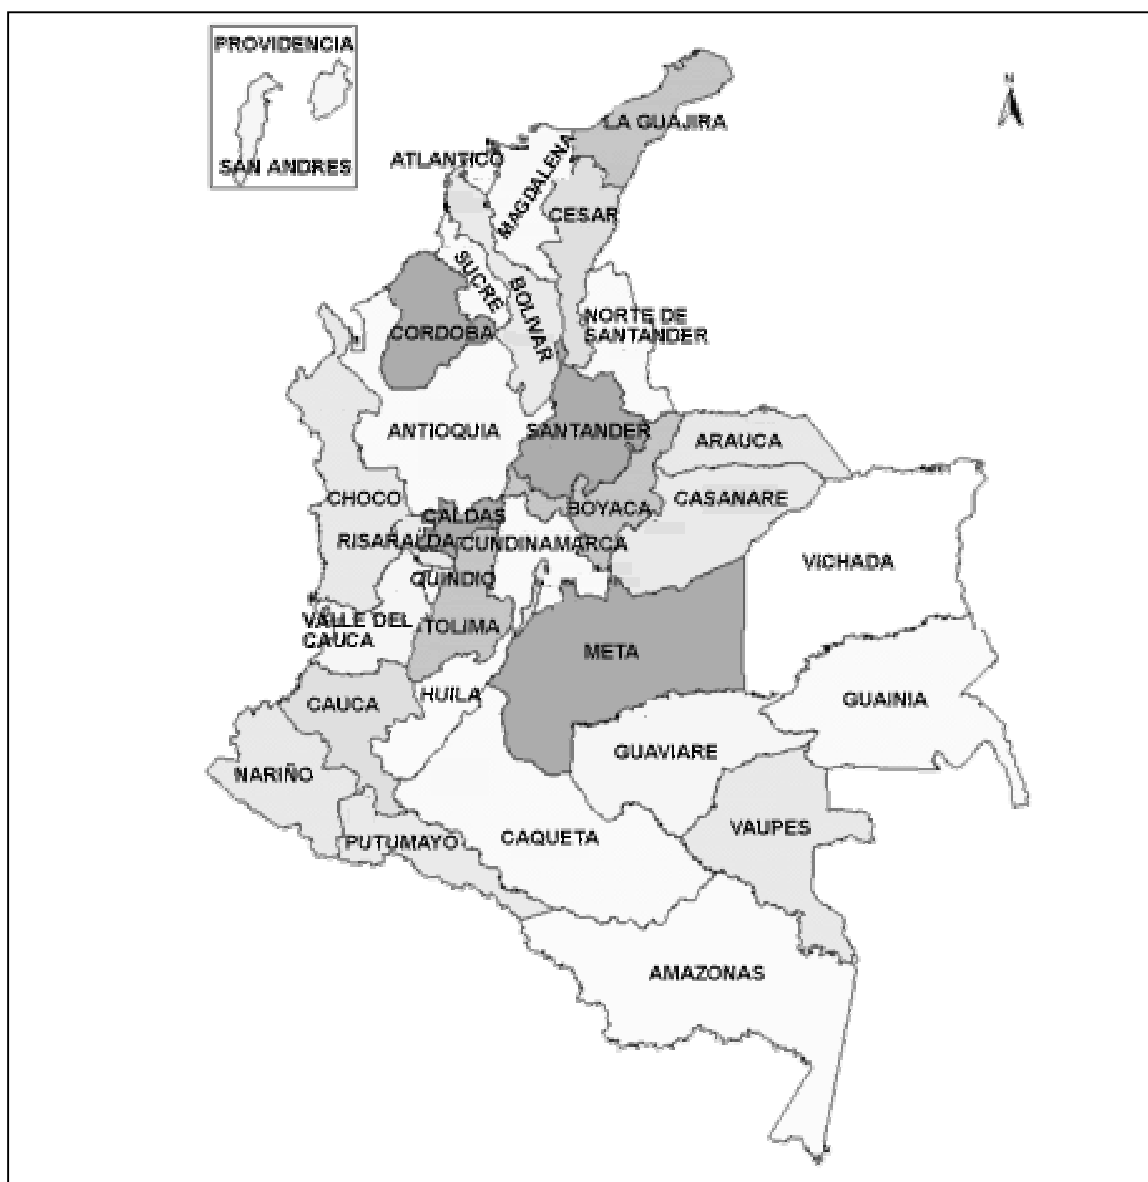 PROVIDENCIA
SAN ANDRES
N
LA GUAJIRA
ATLANTICO
MAGDALENA
CESAR
SUCRE
BOLIVAR
CORDOBA
NORTE DE
SANTANDER
ANTIOQUIA
SANTANDER
ARAUCA
CHOCO
CALDAS
BOYACA
CASANARE
RISARALDA
CUNDINAMARCA
VICHADA
QUINDIO
VALLE DEL
CAUCA
TOLIMA
META
HUILA
CAUCA
GUAINIA
NARIÑO
GUAVIARE
VAUPES
PUTUMAYO
CAQUETA
AMAZONAS